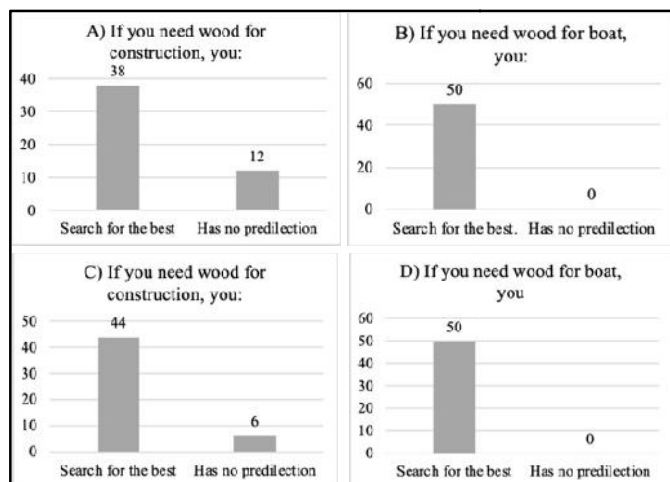 A) If you need wood for
construction, you:
38
40
30
20
10
0
12
Search for the best
Has no predilection
B) If you need wood for boat,
you:
60
40
20
0
50
0
Search for the best.
Has no predilection
C) If you need wood for
construction, you:
50
40
30
20
10
0
44
6
Search for the best
Has no predilection
D) If you need wood for boat,
you
60
50
40
30
20
10
0
50
0
Search for the best
Has no predilection